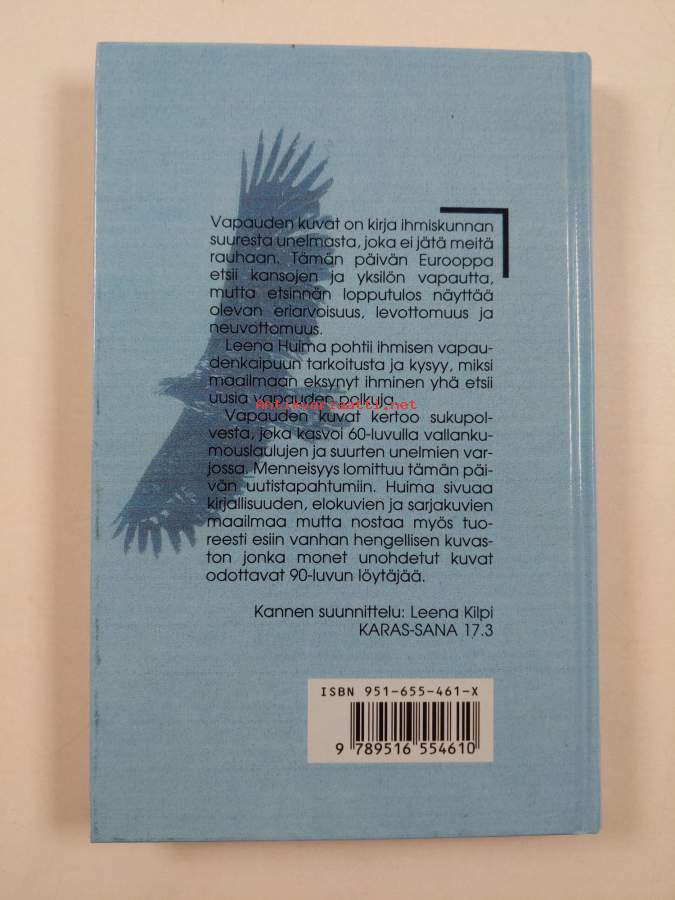 Vapauden kuvat on kirja ihmiskunnan
suuresta unelmasta, joka ei jätä meitä
rauhaan. Tämän päivän Eurooppa
etsii kansojen ja yksilön vapautta,
mutta etsinnän lopputulos näyttää
olevan eriarvoisuus, levottomuus ja
neuvottomuus.
Leena Huima pohtii ihmisen vapau-
denkaipuun tarkoitusta ja kysyy, miksi
maailmaan eksynyt ihminen yhä etsii
uusia vapauden polkuja.
Antikvariaatti.net
Vapauden kuvat kertoo sukupol-
vesta, joka kasvoi 60-luvulla vallanku-
mouslaulujen ja suurten unelmien var-
jossa. Menneisyys lomittuu tämän päi-
vän uutistapahtumiin. Huima sivuaa
kirjallisuuden, elokuvien ja sarjakuvien
maailmaa mutta nostaa myös tuo-
reesti esiin vanhan hengellisen kuvas-
ton jonka monet unohdetut kuvat
odottavat 90-luvun löytäjää.
Kannen suunnittelu: Leena Kilpi
KARAS-SANA 17.3
ISBN 951-655-461-X
9 789516 554610